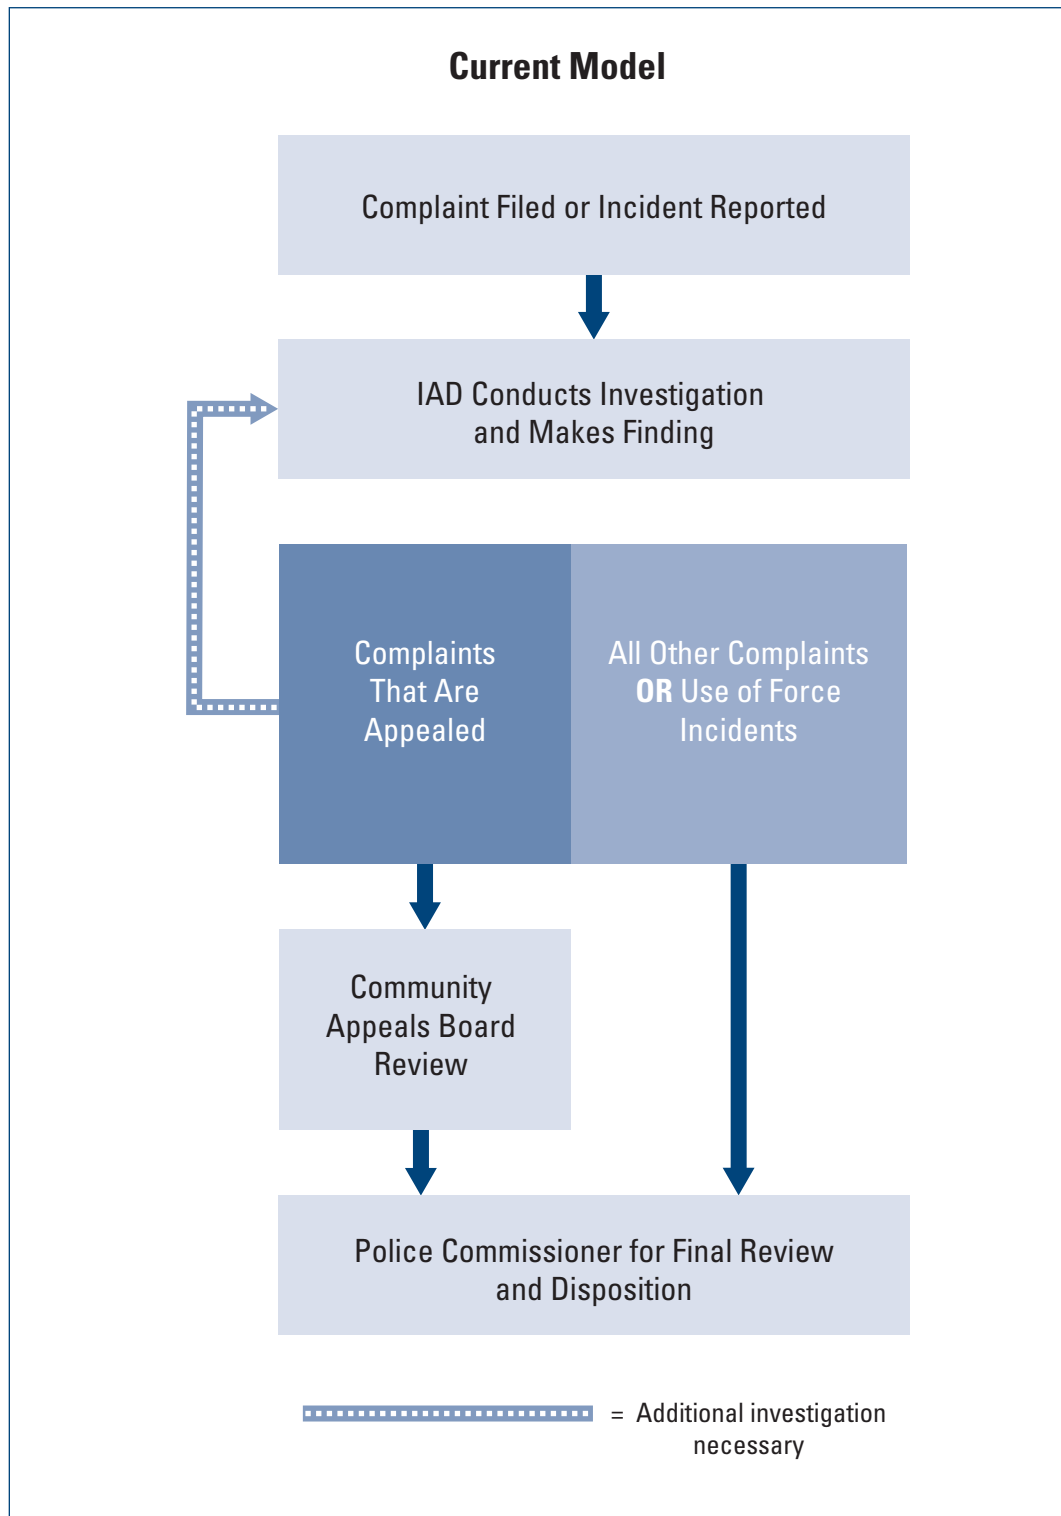 Current Model
Complaint Filed or Incident Reported
IAD Conducts Investigation
and Makes Finding
Complaints
That Are
Appealed
All Other Complaints
OR Use of Force
Incidents
Community
Appeals Board
Review
Police Commissioner for Final Review
and Disposition
= Additional investigation
necessary